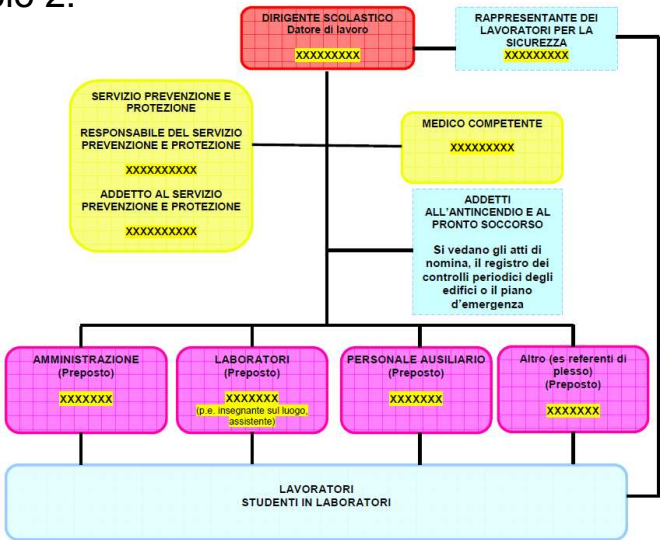 DIRIGENTE SCOLASTICO
Datore di lavoro
XXXXXXXXX
RAPPRESENTANTE DEI
LAVORATORI PER LA
SICUREZZA
XXXXXXXXX
SERVIZIO PREVENZIONE E
PROTEZIONE
RESPONSABILE DEL SERVIZIO
PREVENZIONE E PROTEZIONE
XXXXXXXXXX
ADDETTO AL SERVIZIO
PREVENZIONE E PROTEZIONE
XXXXXXXXXX
MEDICO COMPETENTE
XXXXXXXXX
ADDETTI
ALL'ANTINCENDIO E AL
PRONTO SOCCORSO
Si vedano gli atti di
nomina, il registro dei
controlli periodici degli
edifici o il piano
d'emergenza
AMMINISTRAZIONE
(Preposto)
XXXXXXX
LABORATORI
(Preposto)
XXXXXXX
(p.e. insegnante sul luogo,
assistente)
PERSONALE AUSILIARIO
(Preposto)
XXXXXXX
Altro (es referenti di
plesso)
(Preposto)
XXXXXXX
LAVORATORI
STUDENTI IN LABORATORI